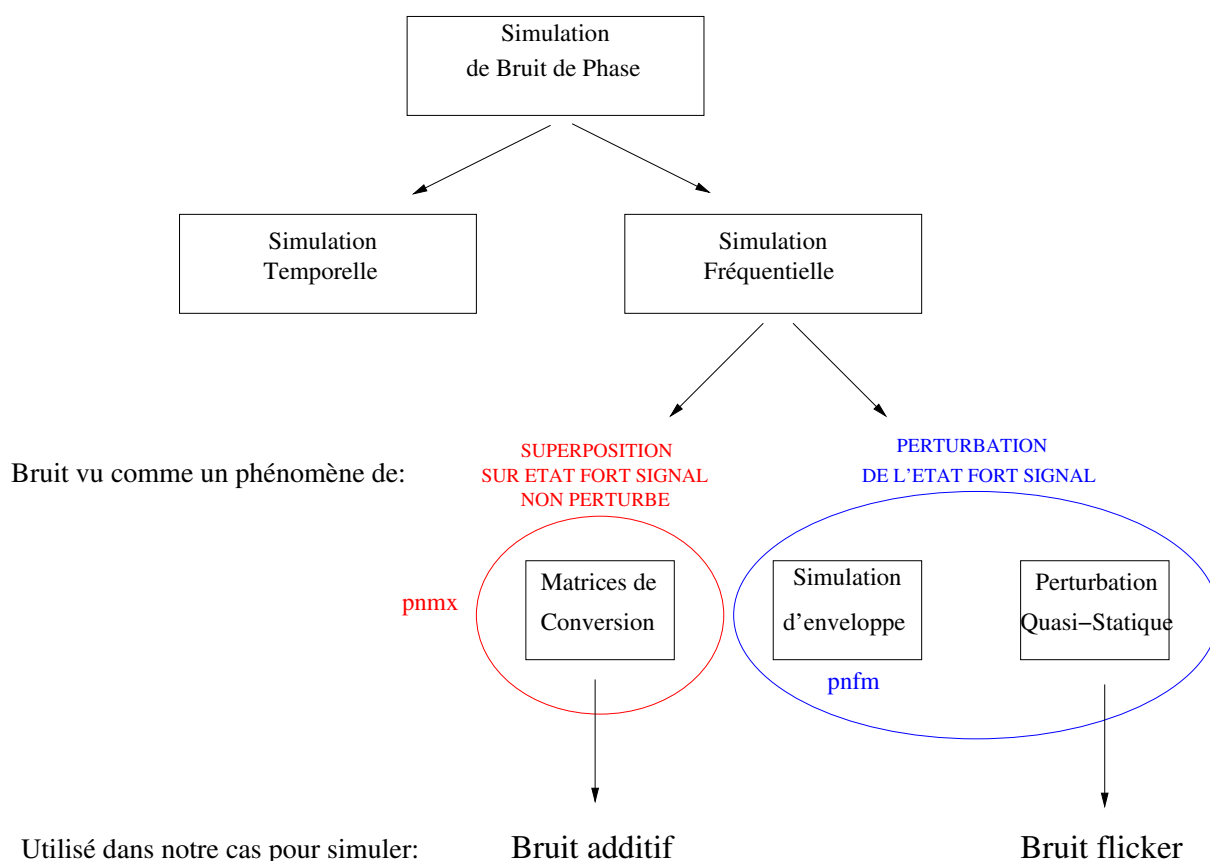 Simulation
de Bruit de Phase
Simulation
Temporelle
Simulation
Fréquentielle
Bruit vu comme un phénomène de:
SUPERPOSITION
SUR ETAT FORT SIGNAL
NON PERTURBE
PERTURBATION
DE L'ETAT FORT SIGNAL
pnmx
Matrices de
Conversion
Simulation
d'enveloppe
pnfm
Perturbation
Quasi−Statique
Utilisé dans notre cas pour simuler:
Bruit additif
Bruit flicker